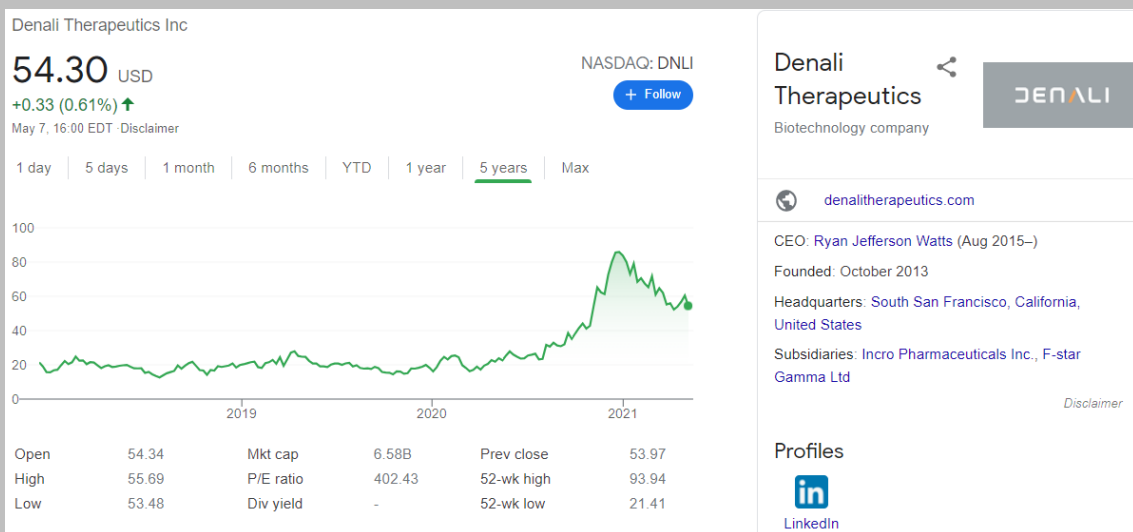 Denali Therapeutics Inc
54.30 USD
+0.33 (0.61%)
May 7, 16:00 EDT · Disclaimer
NASDAQ: DNLI
+ Follow
1 day 5 days 1 month 6 months YTD 1 year 5 years Max
100
80
60
40
20
0
2019 2020 2021
Open 54.34 Mkt cap 6.58B Prev close 53.97
High 55.69 P/E ratio 402.43 52-wk high 93.94
Low 53.48 Div yield - 52-wk low 21.41
Denali
Therapeutics
Biotechnology company
DENALI
denalitherapeutics.com
CEO: Ryan Jefferson Watts (Aug 2015–)
Founded: October 2013
Headquarters: South San Francisco, California,
United States
Subsidiaries: Incro Pharmaceuticals Inc., F-star
Gamma Ltd
Disclaimer
Profiles
in
LinkedIn